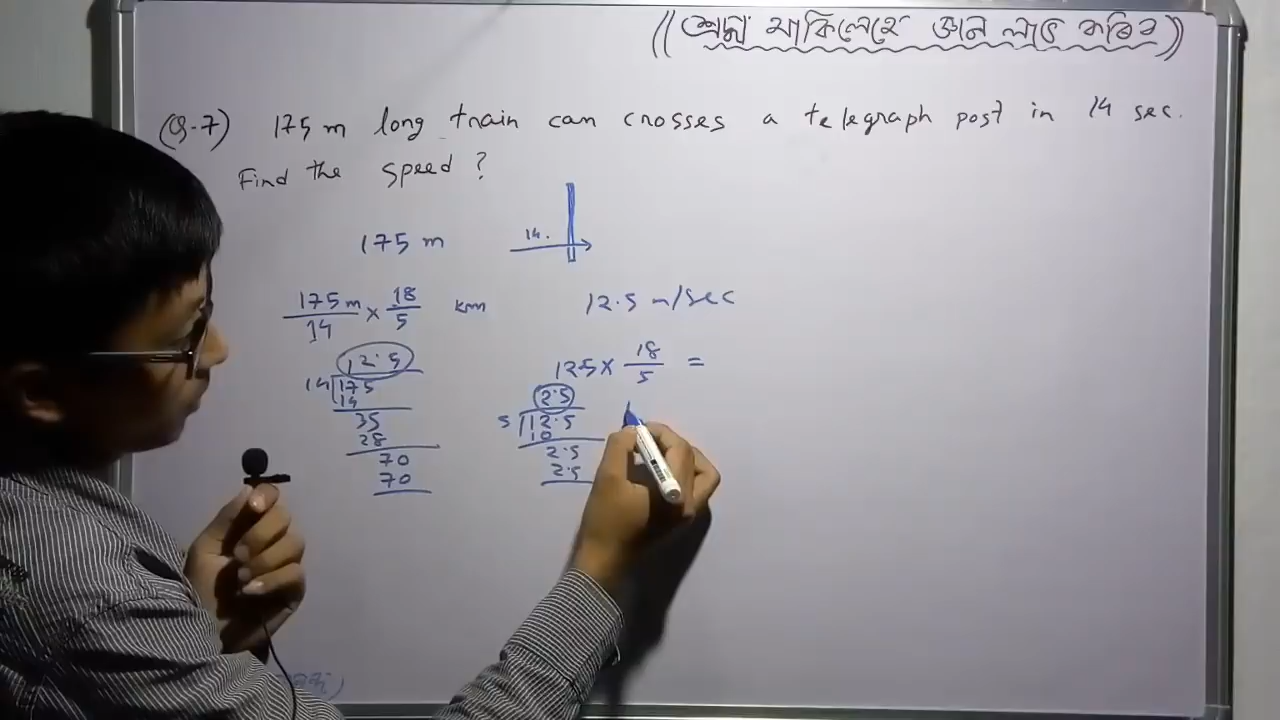 (( শ্রদ্ধা থাকিলেহে জ্ঞান লাভ কৰিব ))
(Q.7) 175 m long train can crosses a telegraph post in 14 sec.
Find the speed ?
175 m
14.
175 m/14 × 18/5 km
12.5
14 175
14
35
28
70
70
12.5 m/sec
12.5 × 18/5 =
2.5
5 12.5
10
2.5
2.5